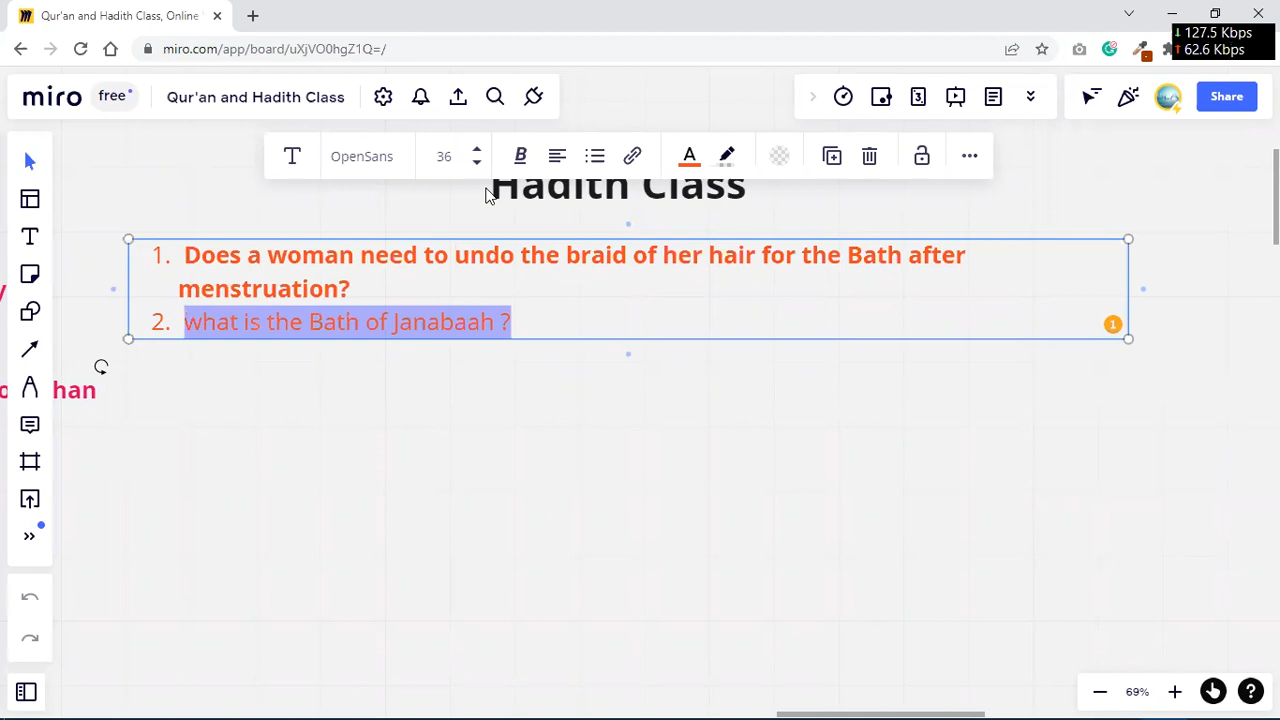 Qur'an and Hadith Class, Online
miro.com/app/board/uXjVO0hgZ1Q=/
127.5 Kbps
62.6 Kbps
miro free Qur'an and Hadith Class
3
Share
OpenSans 36 B A
Hadith Class
1. Does a woman need to undo the braid of her hair for the Bath after
menstruation?
2. what is the Bath of Janabaah ?
1
han
69%